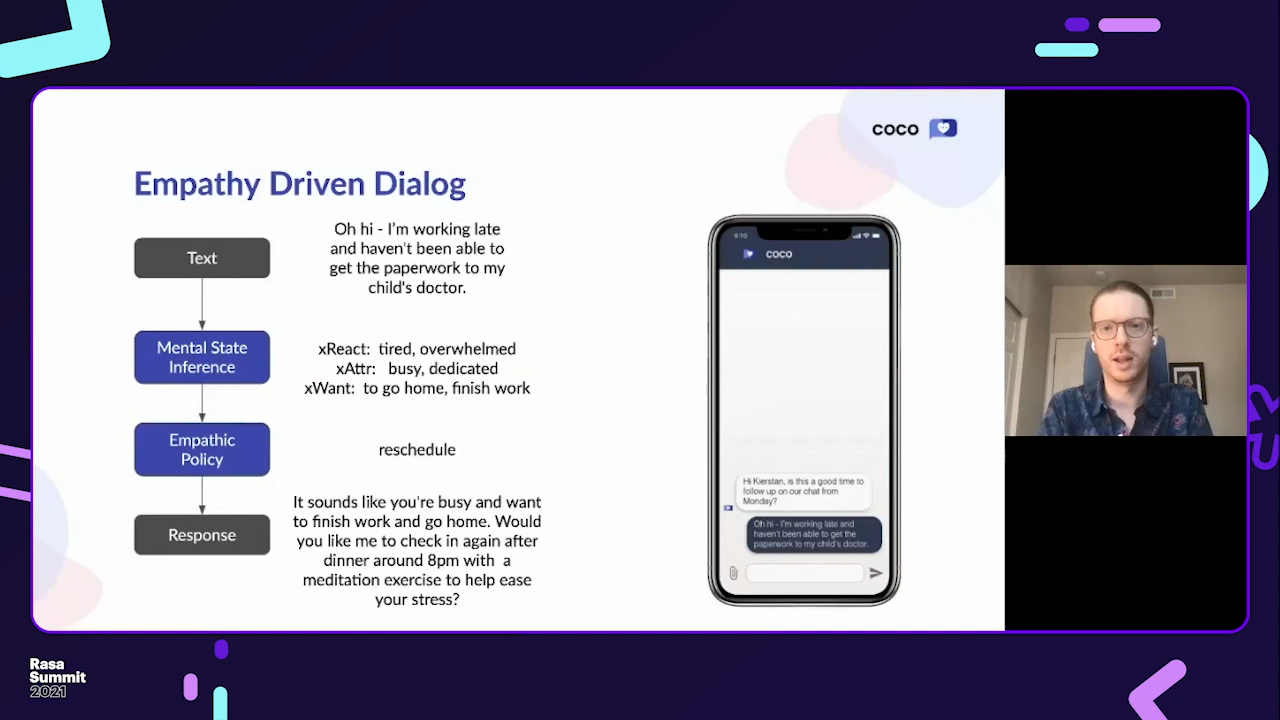 coco
Empathy Driven Dialog
Text
Oh hi - I'm working late
and haven't been able to
get the paperwork to my
child's doctor.
Mental State
Inference
xReact: tired, overwhelmed
xAttr: busy, dedicated
xWant: to go home, finish work
Empathic
Policy
reschedule
Response
It sounds like you're busy and want
to finish work and go home. Would
you like me to check in again after
dinner around 8pm with a
meditation exercise to help ease
your stress?
9:10
COCO
Hi Kierstan, is this a good time to
follow up on our chat from
Monday?
Oh hi - I'm working late and
haven't been able to get the
paperwork to my child's doctor.
Rasa
Summit
2021